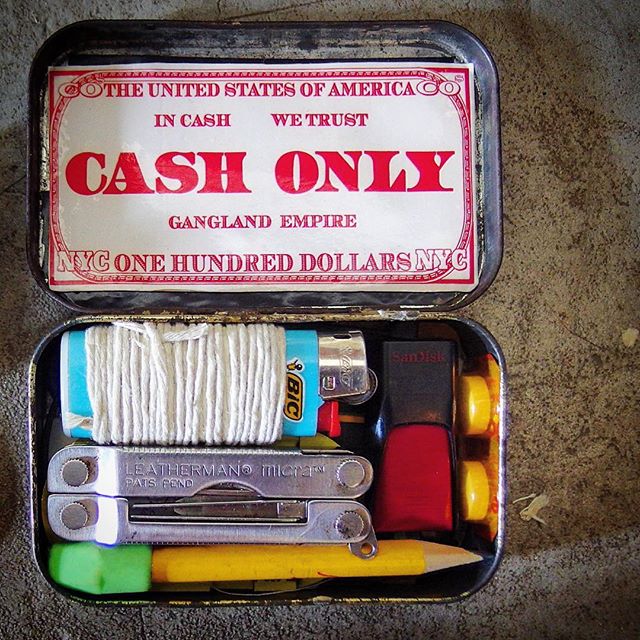 THE UNITED STATES OF AMERICA
IN CASH WE TRUST
CASH ONLY
GANGLAND EMPIRE
NYC ONE HUNDRED DOLLARS NYC
BIC
SanDisk
LEATHERMAN® micra™
PATS PEND